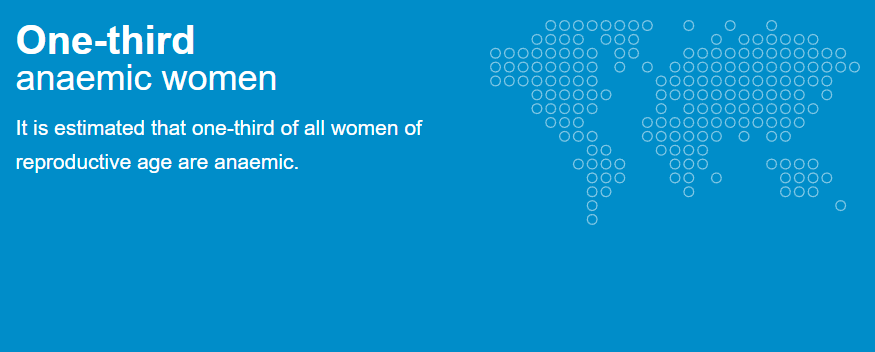 One-third
anaemic women
It is estimated that one-third of all women of
reproductive age are anaemic.